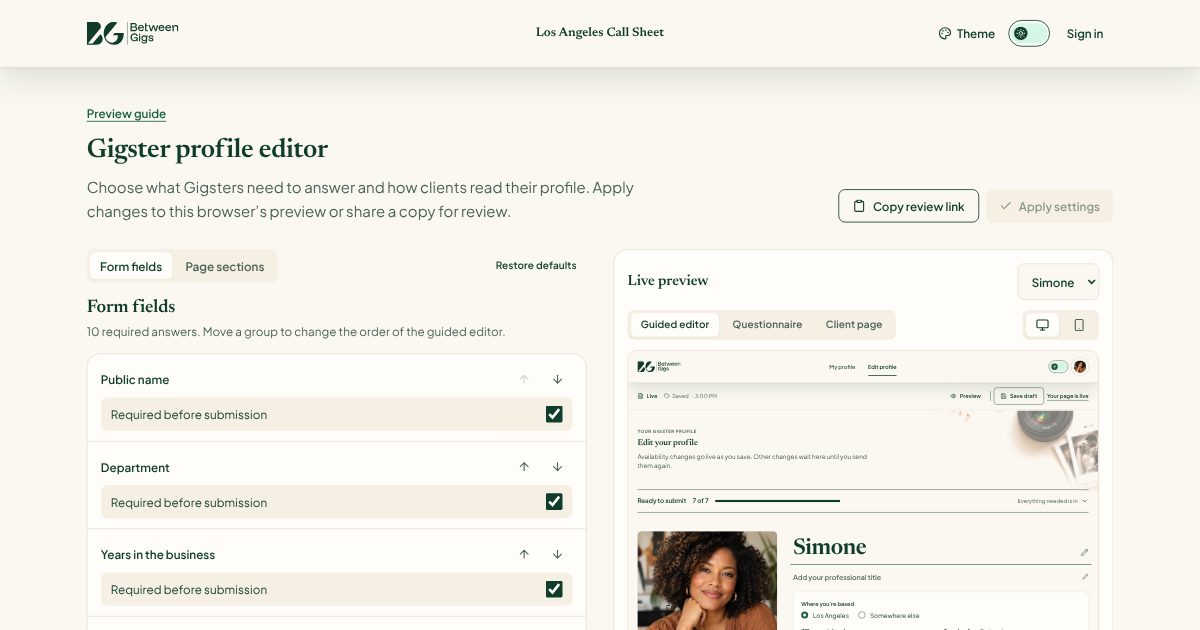 Between
Gigs
Los Angeles Call Sheet
Theme
Sign in
Preview guide
Gigster profile editor
Choose what Gigsters need to answer and how clients read their profile. Apply
changes to this browser's preview or share a copy for review.
Copy review link
Apply settings
Form fields
Page sections
Restore defaults
Form fields
10 required answers. Move a group to change the order of the guided editor.
Public name
Required before submission
Department
Required before submission
Years in the business
Required before submission
Live preview
Simone
Guided editor
Questionnaire
Client page
Between
Gigs
My profile
Edit profile
Live
Saved · 3:00 PM
Preview
Save draft
Your page is live
YOUR GIGSTER PROFILE
Edit your profile
Availability changes go live as you save. Other changes wait here until you send
them again.
Ready to submit 7 of 7
Everything needed is in
Simone
Add your professional title
Where you're based
Los Angeles
Somewhere else